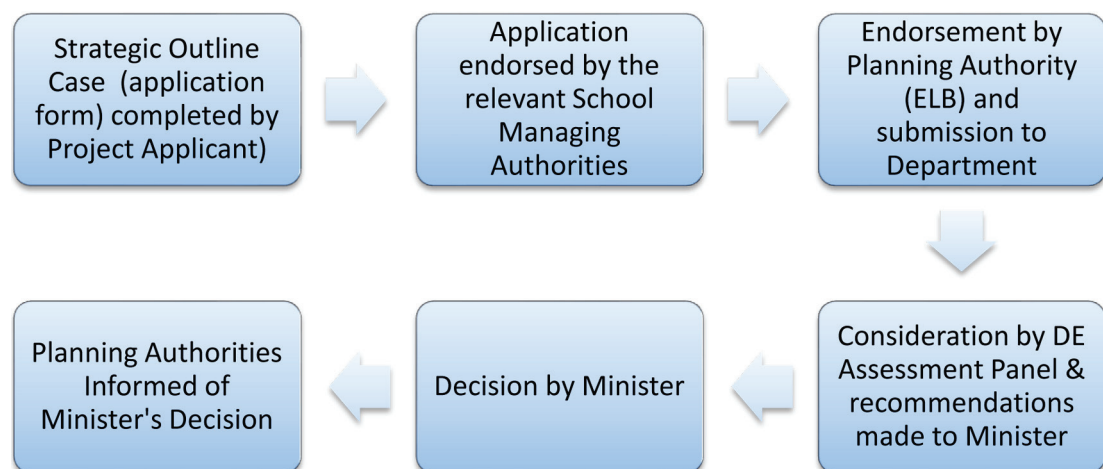 Strategic Outline
Case  (application
form) completed by
Project Applicant)
Application
endorsed by the
relevant School
Managing
Authorities
Endorsement by
Planning Authority
(ELB) and
submission to
Department
Consideration by DE
Assessment Panel &
recommendations
made to Minister
Decision by Minister
Planning Authorities
Informed of
Minister's Decision